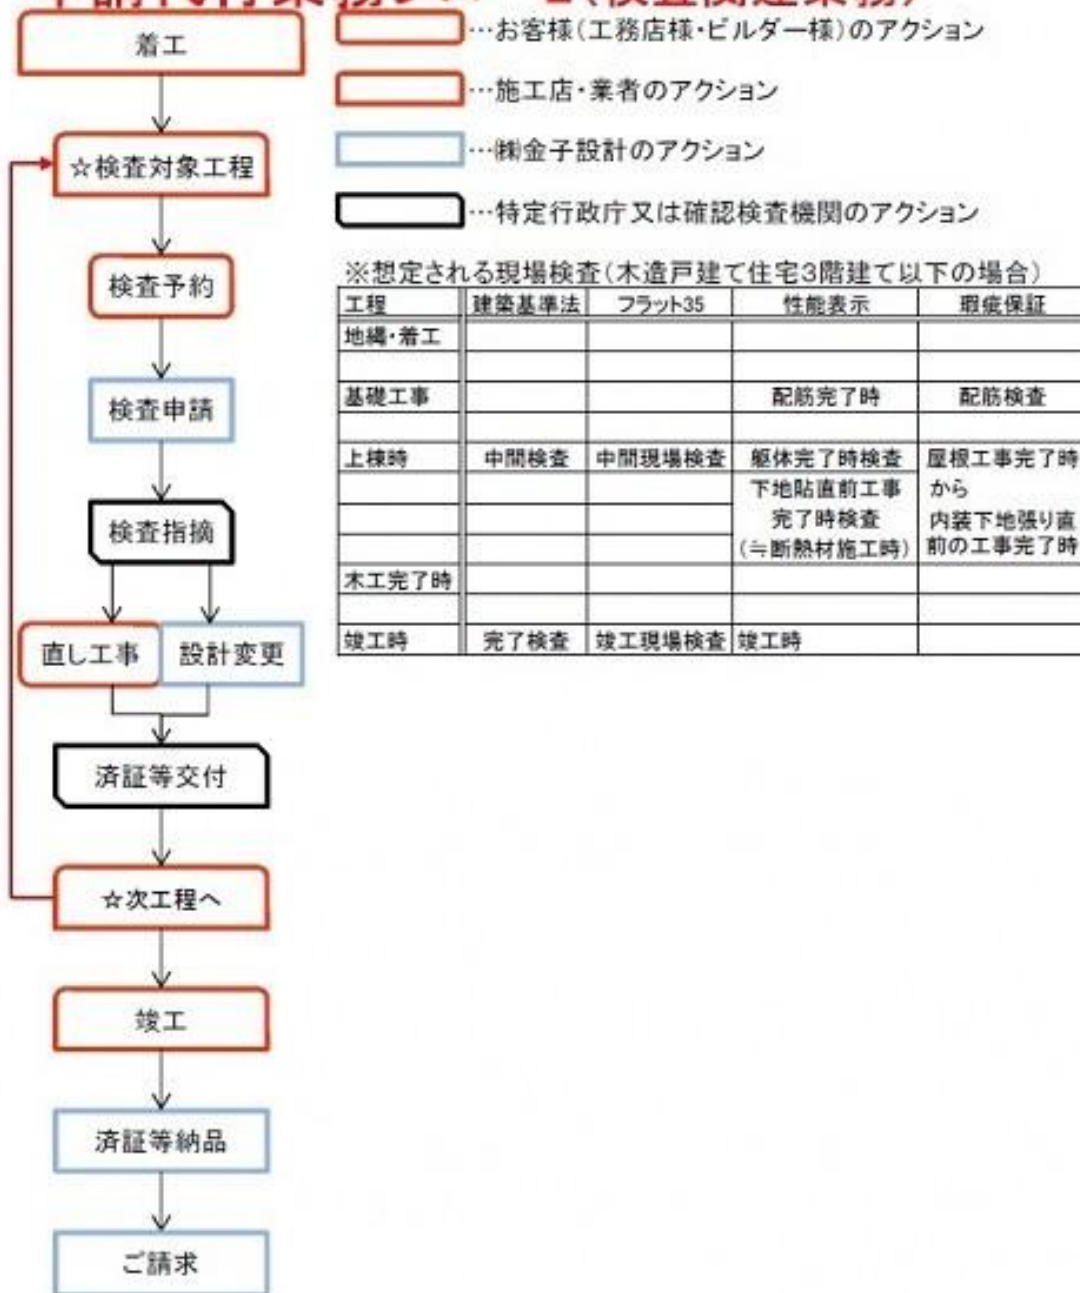 着工
☆検査対象工程
検査予約
検査申請
検査指摘
直し工事 設計変更
済証等交付
☆次工程へ
竣工
済証等納品
ご請求
…お客様(工務店様・ビルダー様)のアクション
…施工店・業者のアクション
…㈱金子設計のアクション
…特定行政庁又は確認検査機関のアクション
※想定される現場検査(木造戸建て住宅3階建て以下の場合)
工程 建築基準法 フラット35 性能表示 瑕疵保証
地縄・着工
基礎工事 配筋完了時 配筋検査
上棟時 中間検査 中間現場検査 躯体完了時検査 屋根工事完了時
下地貼直前工事 から
完了時検査 内装下地張り直
(≒断熱材施工時) 前の工事完了時
木工完了時
竣工時 完了検査 竣工現場検査 竣工時